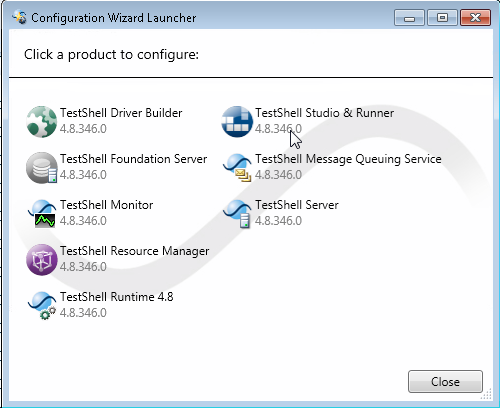 Configuration Wizard Launcher
Click a product to configure:
TestShell Driver Builder
4.8.346.0
TestShell Foundation Server
4.8.346.0
TestShell Monitor
4.8.346.0
TestShell Resource Manager
4.8.346.0
TestShell Runtime 4.8
4.8.346.0
TestShell Studio & Runner
4.8.346.0
TestShell Message Queuing Service
4.8.346.0
TestShell Server
4.8.346.0
Close